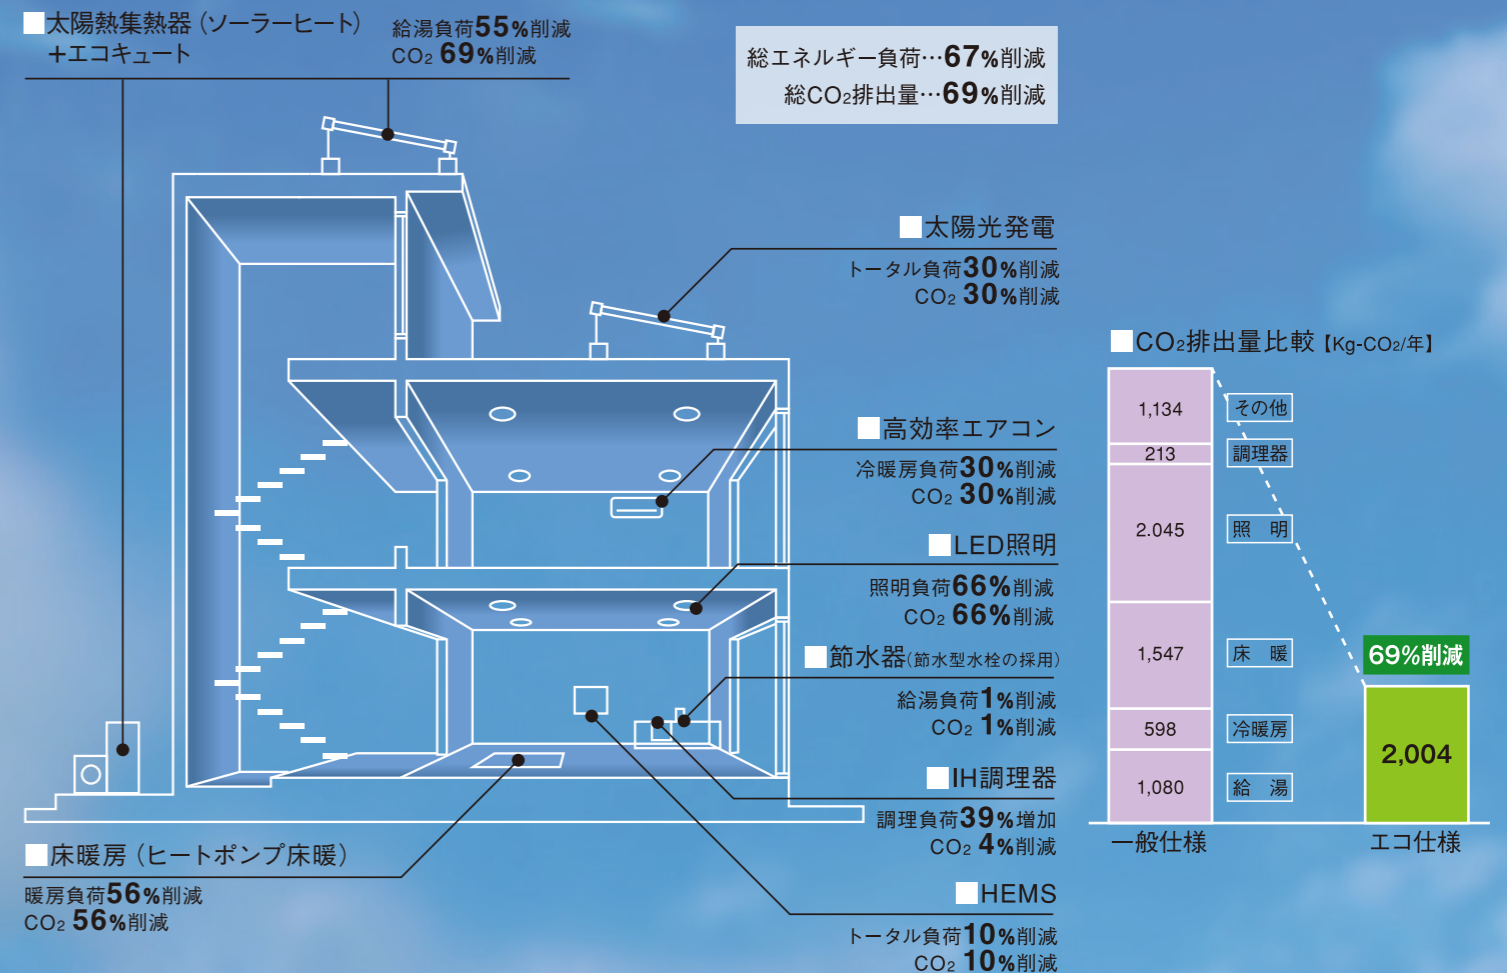 ■太陽熱集熱器（ソーラーヒート）
＋エコキュート
給湯負荷55%削減
CO₂ 69%削減
総エネルギー負荷…67%削減
総CO₂排出量…69%削減
■太陽光発電
トータル負荷30%削減
CO₂ 30%削減
■高効率エアコン
冷暖房負荷30%削減
CO₂ 30%削減
■LED照明
照明負荷66%削減
CO₂ 66%削減
■節水器(節水型水栓の採用)
給湯負荷1%削減
CO₂ 1%削減
■IH調理器
調理負荷39%増加
CO₂ 4%削減
■HEMS
トータル負荷10%削減
CO₂ 10%削減
■床暖房（ヒートポンプ床暖）
暖房負荷56%削減
CO₂ 56%削減
■CO₂排出量比較【Kg-CO₂/年】
1,134 その他
213 調理器
2.045 照　明
1,547 床　暖
598 冷暖房
1,080 給　湯
一般仕様
69%削減
2,004
エコ仕様